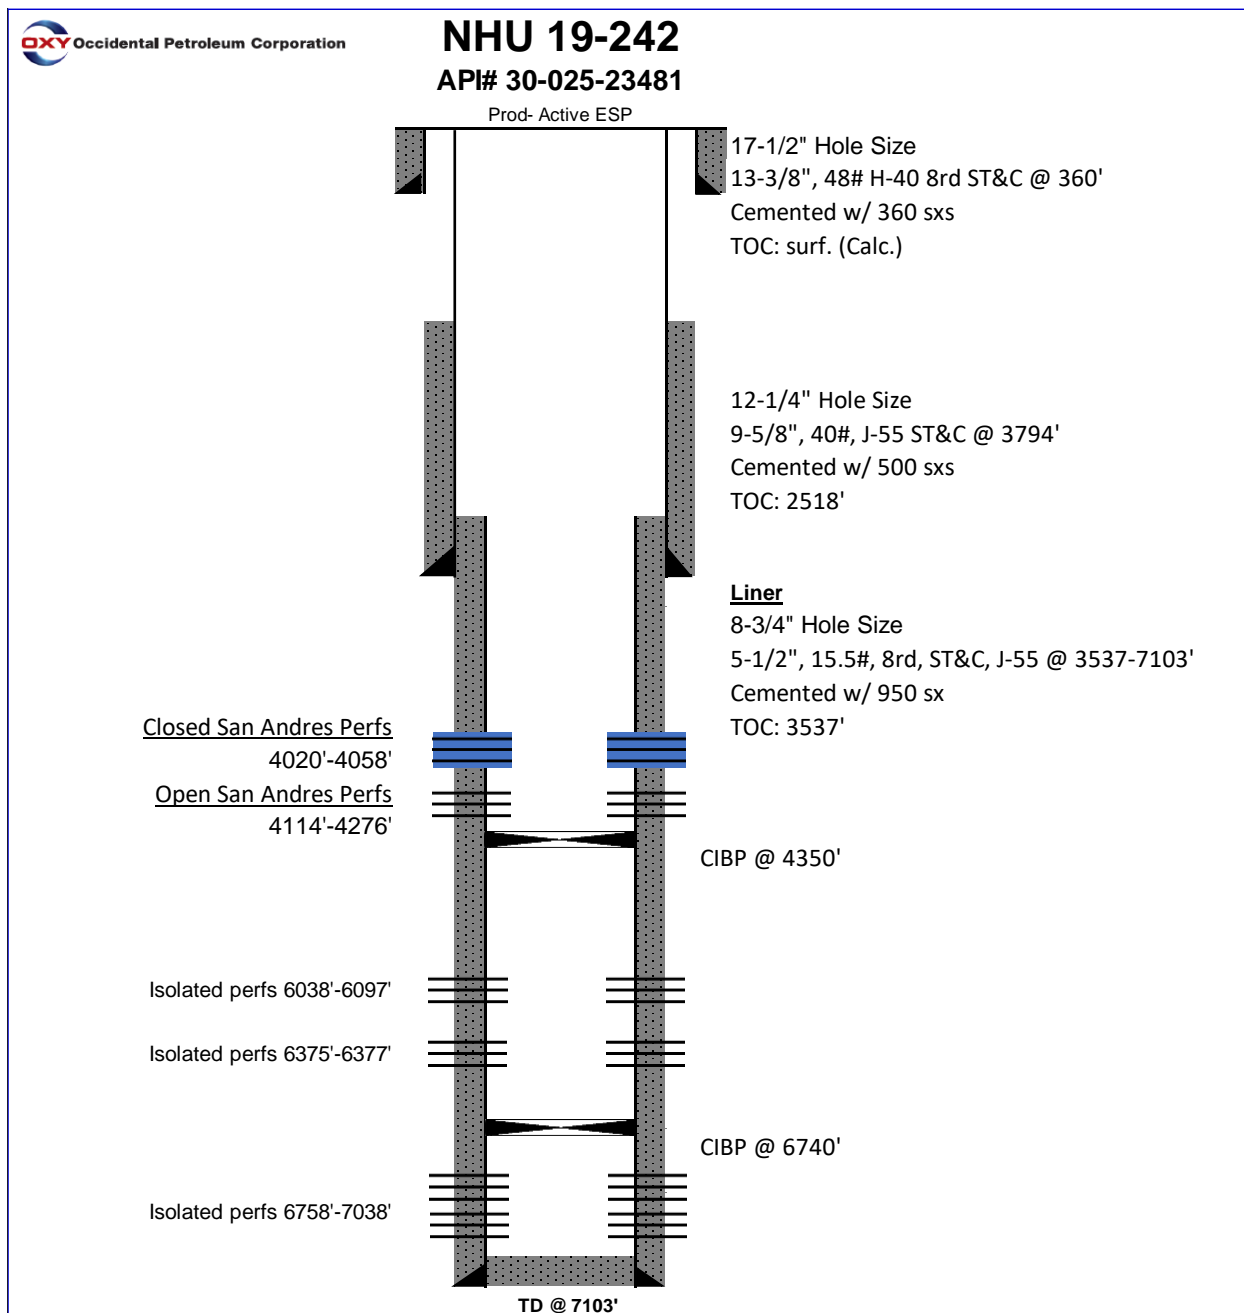 OXY Occidental Petroleum Corporation
NHU 19-242
API# 30-025-23481
Prod- Active ESP
17-1/2" Hole Size
13-3/8", 48# H-40 8rd ST&C @ 360'
Cemented w/ 360 sxs
TOC: surf. (Calc.)
12-1/4" Hole Size
9-5/8", 40#, J-55 ST&C @ 3794'
Cemented w/ 500 sxs
TOC: 2518'
Liner
8-3/4" Hole Size
5-1/2", 15.5#, 8rd, ST&C, J-55 @ 3537-7103'
Cemented w/ 950 sx
TOC: 3537'
Closed San Andres Perfs
4020'-4058'
Open San Andres Perfs
4114'-4276'
CIBP @ 4350'
Isolated perfs 6038'-6097'
Isolated perfs 6375'-6377'
CIBP @ 6740'
Isolated perfs 6758'-7038'
TD @ 7103'